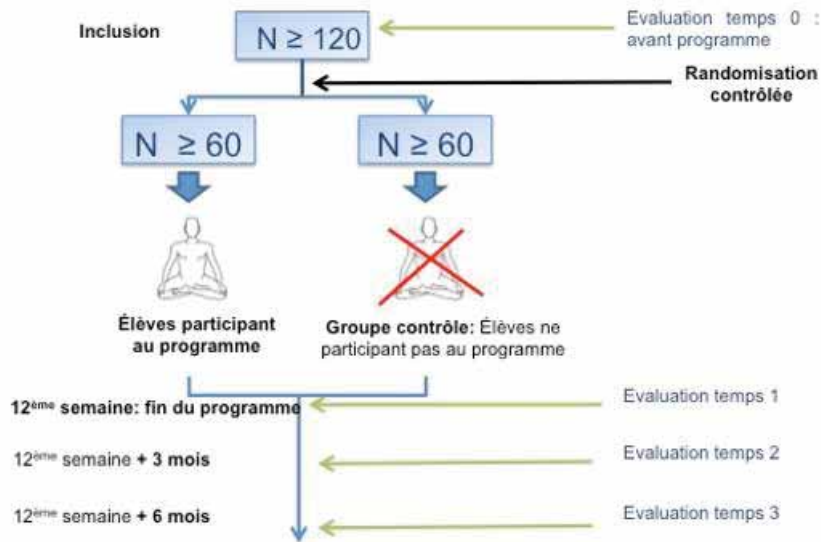 Inclusion
N ≥ 120
Evaluation temps 0 :
avant programme
Randomisation
contrôlée
N ≥ 60
N ≥ 60
Élèves participant
au programme
Groupe contrôle: Élèves ne
participant pas au programme
12ème semaine: fin du programme
Evaluation temps 1
12ème semaine + 3 mois
Evaluation temps 2
12ème semaine + 6 mois
Evaluation temps 3